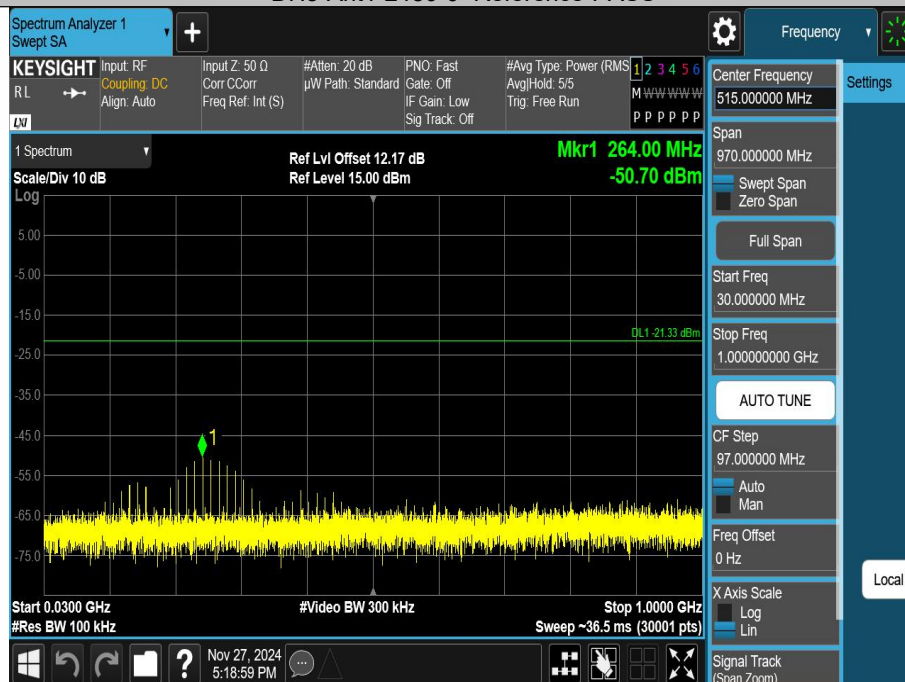 Spectrum Analyzer 1
Swept SA
Frequency
KEYSIGHT
RL
LXI
Input: RF
Coupling: DC
Align: Auto
Input Z: 50 Ω
Corr CCorr
Freq Ref: Int (S)
#Atten: 20 dB
µW Path: Standard
PNO: Fast
Gate: Off
IF Gain: Low
Sig Track: Off
#Avg Type: Power (RMS
Avg|Hold: 5/5
Trig: Free Run
1 2 3 4 5 6
M W W W W W
P P P P P P
1 Spectrum
Scale/Div 10 dB
Log
Ref Lvl Offset 12.17 dB
Ref Level 15.00 dBm
Mkr1 264.00 MHz
-50.70 dBm
5.00
-5.00
-15.0
DL1 -21.33 dBm
-25.0
-35.0
-45.0
1
-55.0
-65.0
-75.0
Start 0.0300 GHz
#Res BW 100 kHz
#Video BW 300 kHz
Stop 1.0000 GHz
Sweep ~36.5 ms (30001 pts)
Nov 27, 2024
5:18:59 PM
Center Frequency
515.000000 MHz
Settings
Span
970.000000 MHz
Swept Span
Zero Span
Full Span
Start Freq
30.000000 MHz
Stop Freq
1.000000000 GHz
AUTO TUNE
CF Step
97.000000 MHz
Auto
Man
Freq Offset
0 Hz
Local
X Axis Scale
Log
Lin
Signal Track
(Span Zoom)